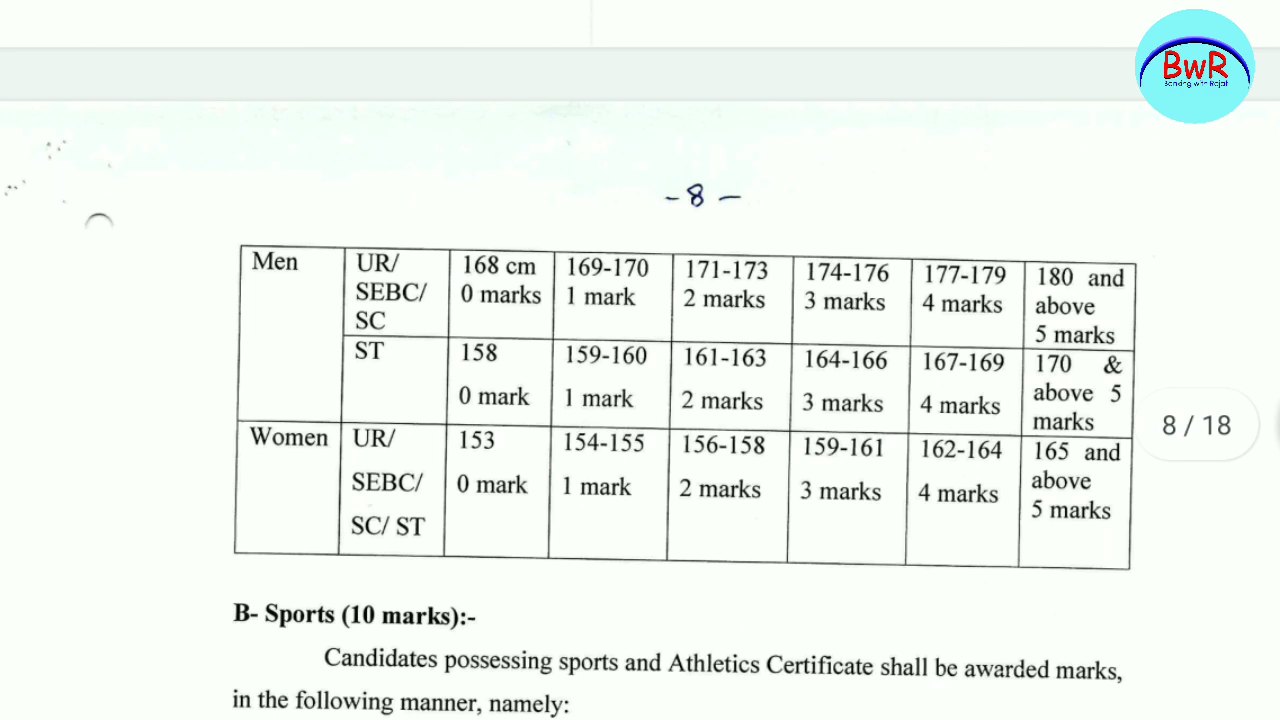 BwR
Banking with Rajat
- 8 -
Men UR/ 168 cm 169-170 171-173 174-176 177-179 180 and
SEBC/ 0 marks 1 mark 2 marks 3 marks 4 marks above
SC 5 marks
ST 158 159-160 161-163 164-166 167-169 170 &
0 mark 1 mark 2 marks 3 marks 4 marks above 5
marks
Women UR/ 153 154-155 156-158 159-161 162-164 165 and
SEBC/ 0 mark 1 mark 2 marks 3 marks 4 marks above
SC/ ST 5 marks
8 / 18
B- Sports (10 marks):-
Candidates possessing sports and Athletics Certificate shall be awarded marks,
in the following manner, namely: